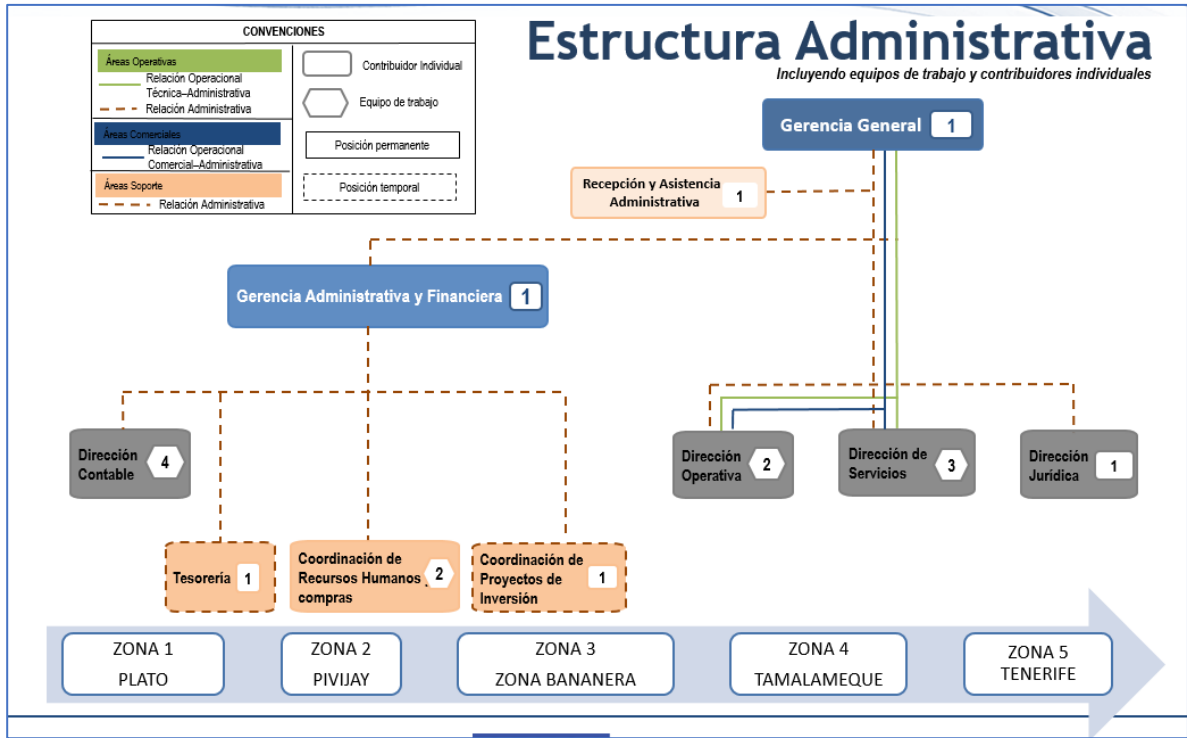 Estructura Administrativa
Incluyendo equipos de trabajo y contribuidores individuales
CONVENCIONES
Áreas Operativas
Relación Operacional
Técnica–Administrativa
Relación Administrativa
Áreas Comerciales
Relación Operacional
Comercial–Administrativa
Áreas Soporte
Relación Administrativa
Contribuidor Individual
Equipo de trabajo
Posición permanente
Posición temporal
Gerencia General 1
Recepción y Asistencia
Administrativa 1
Gerencia Administrativa y Financiera 1
Dirección
Contable 4
Dirección
Operativa 2
Dirección de
Servicios 3
Dirección
Jurídica 1
Tesorería 1
Coordinación de
Recursos Humanos
compras 2
Coordinación de
Proyectos de
Inversión 1
ZONA 1
PLATO
ZONA 2
PIVIJAY
ZONA 3
ZONA BANANERA
ZONA 4
TAMALAMEQUE
ZONA 5
TENERIFE